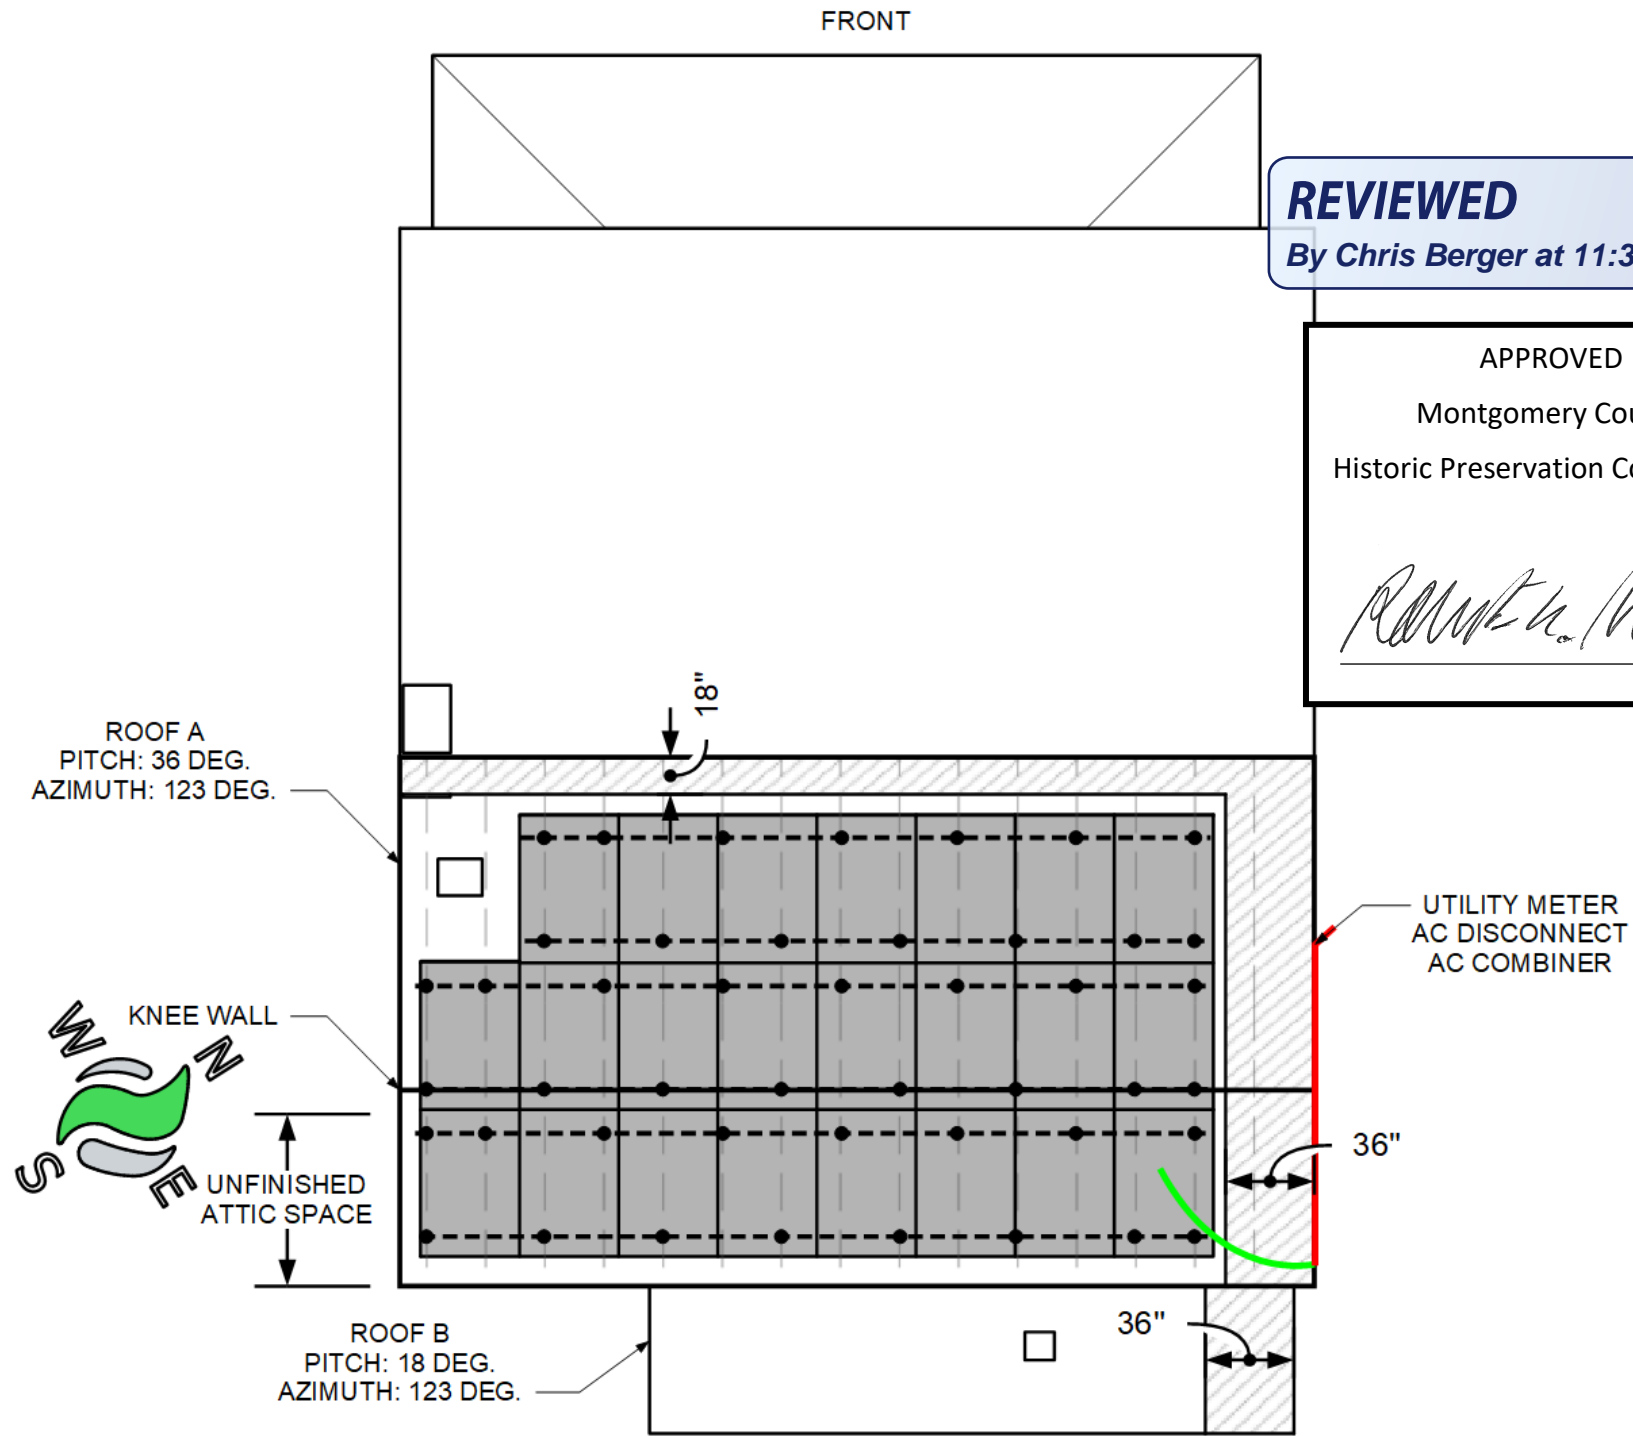 FRONT
REVIEWED
By Chris Berger at 11:3
APPROVED
Montgomery Cou
Historic Preservation Co
18"
ROOF A
PITCH: 36 DEG.
AZIMUTH: 123 DEG.
UTILITY METER
AC DISCONNECT
AC COMBINER
KNEE WALL
W
N
S
E
UNFINISHED
ATTIC SPACE
36"
36"
ROOF B
PITCH: 18 DEG.
AZIMUTH: 123 DEG.